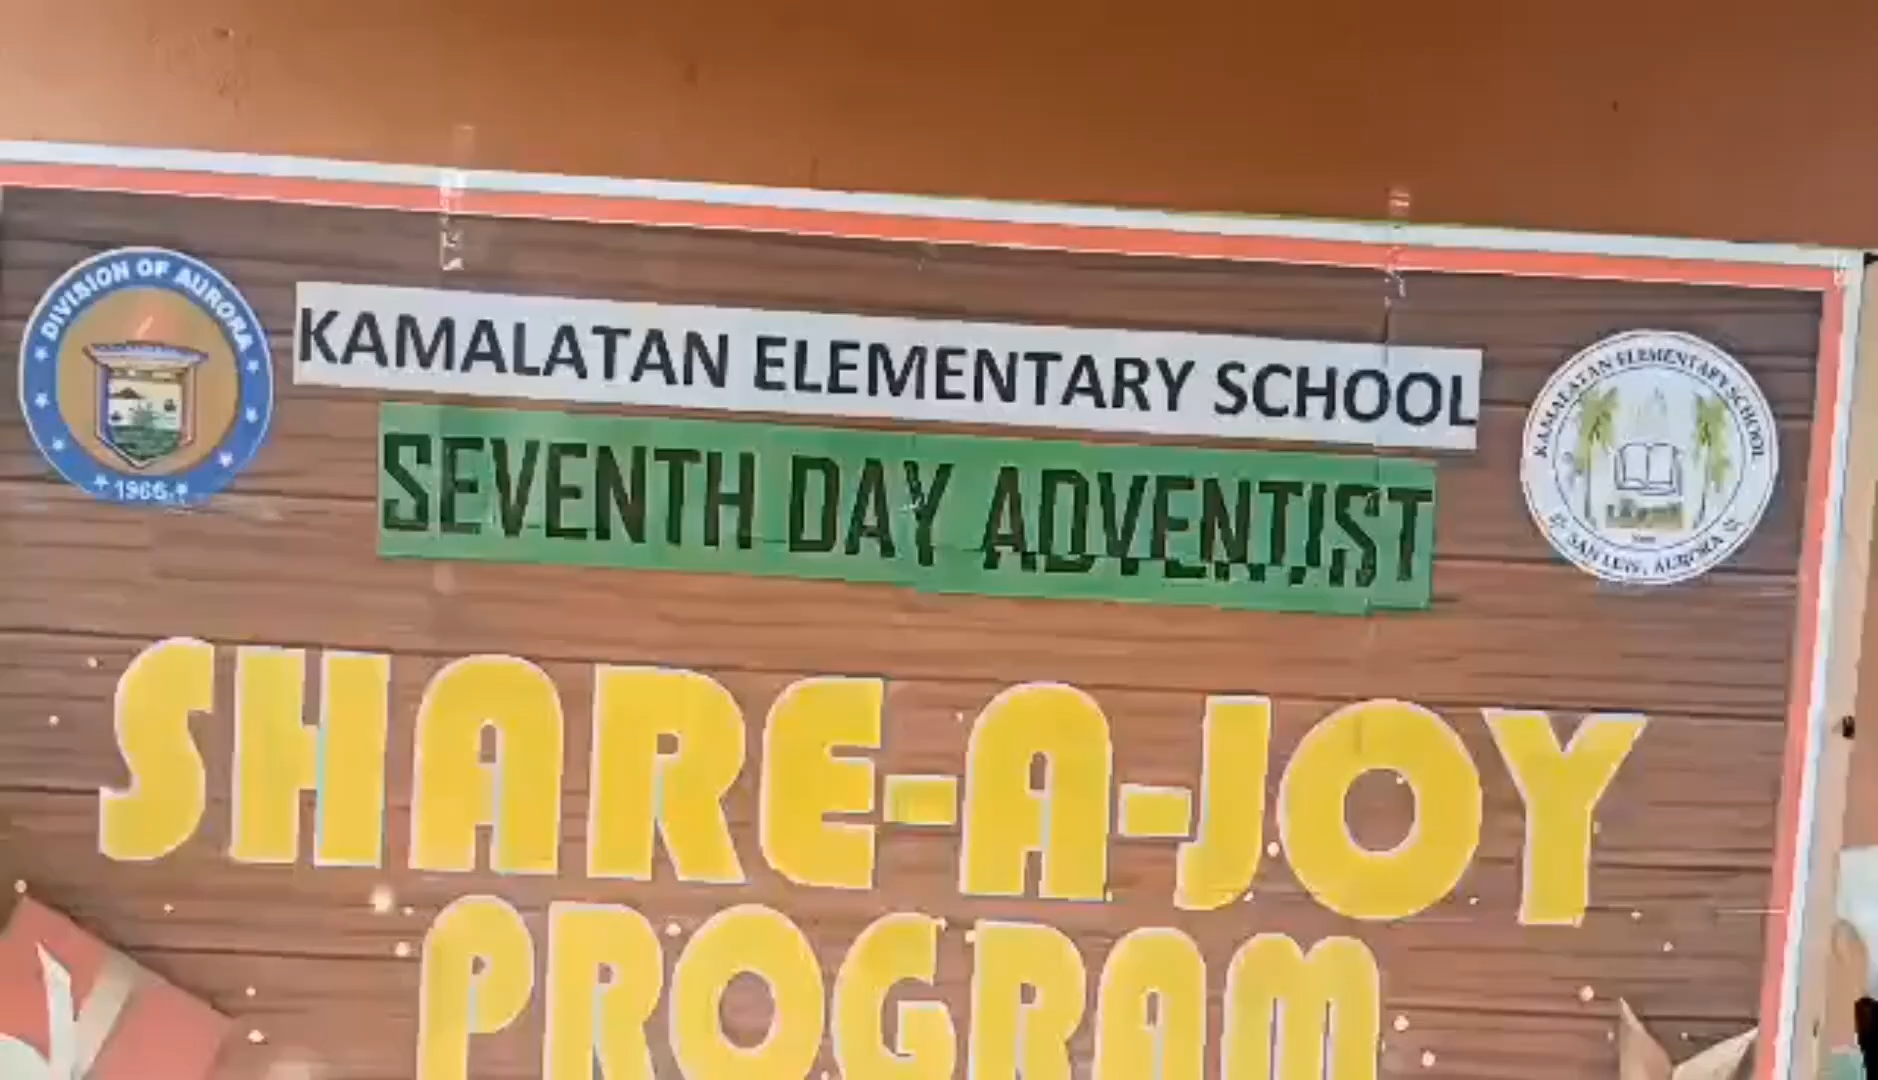 DIVISION OF AURORA
1966
KAMALATAN ELEMENTARY SCHOOL
SEVENTH DAY ADVENTIST
KAMALATAN ELEMENTARY SCHOOL
SAN LUIS, AURORA
SHARE-A-JOY
PROGRAM